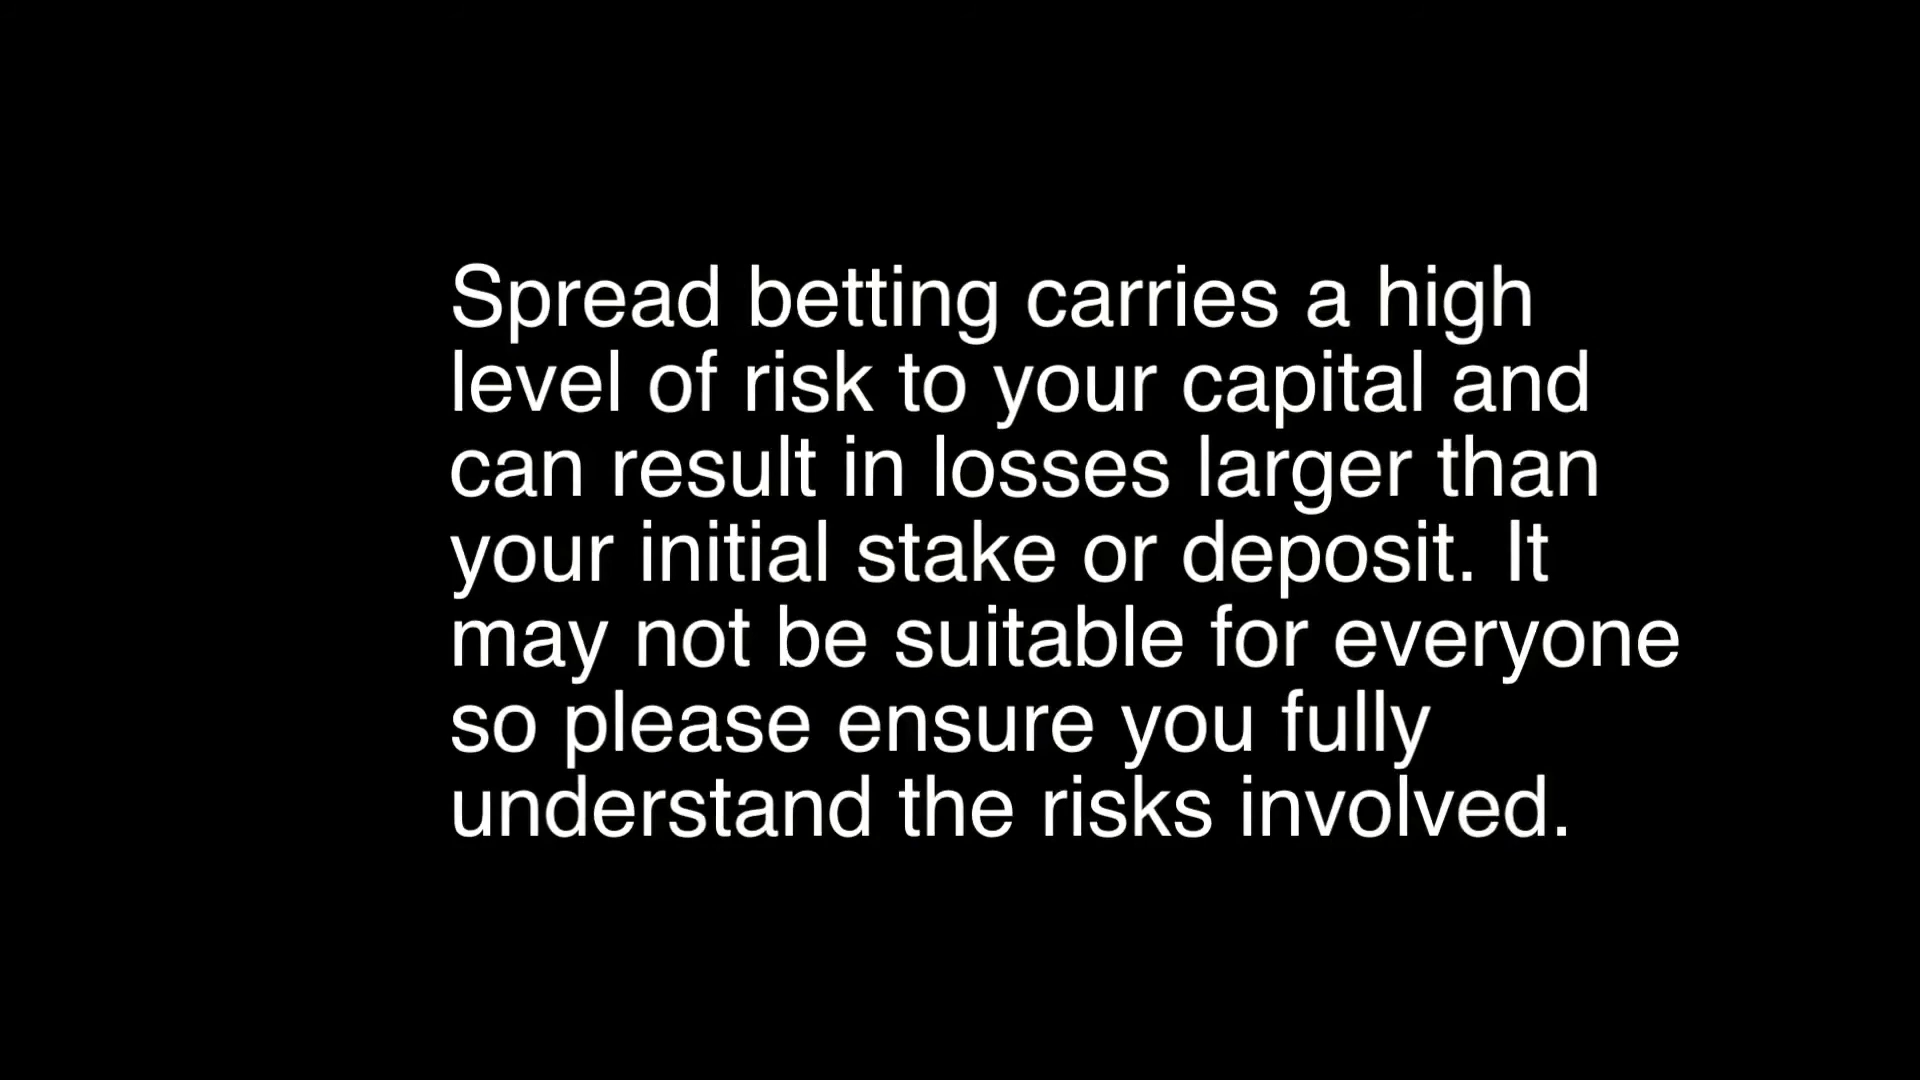 Spread betting carries a high
level of risk to your capital and
can result in losses larger than
your initial stake or deposit. It
may not be suitable for everyone
so please ensure you fully
understand the risks involved.